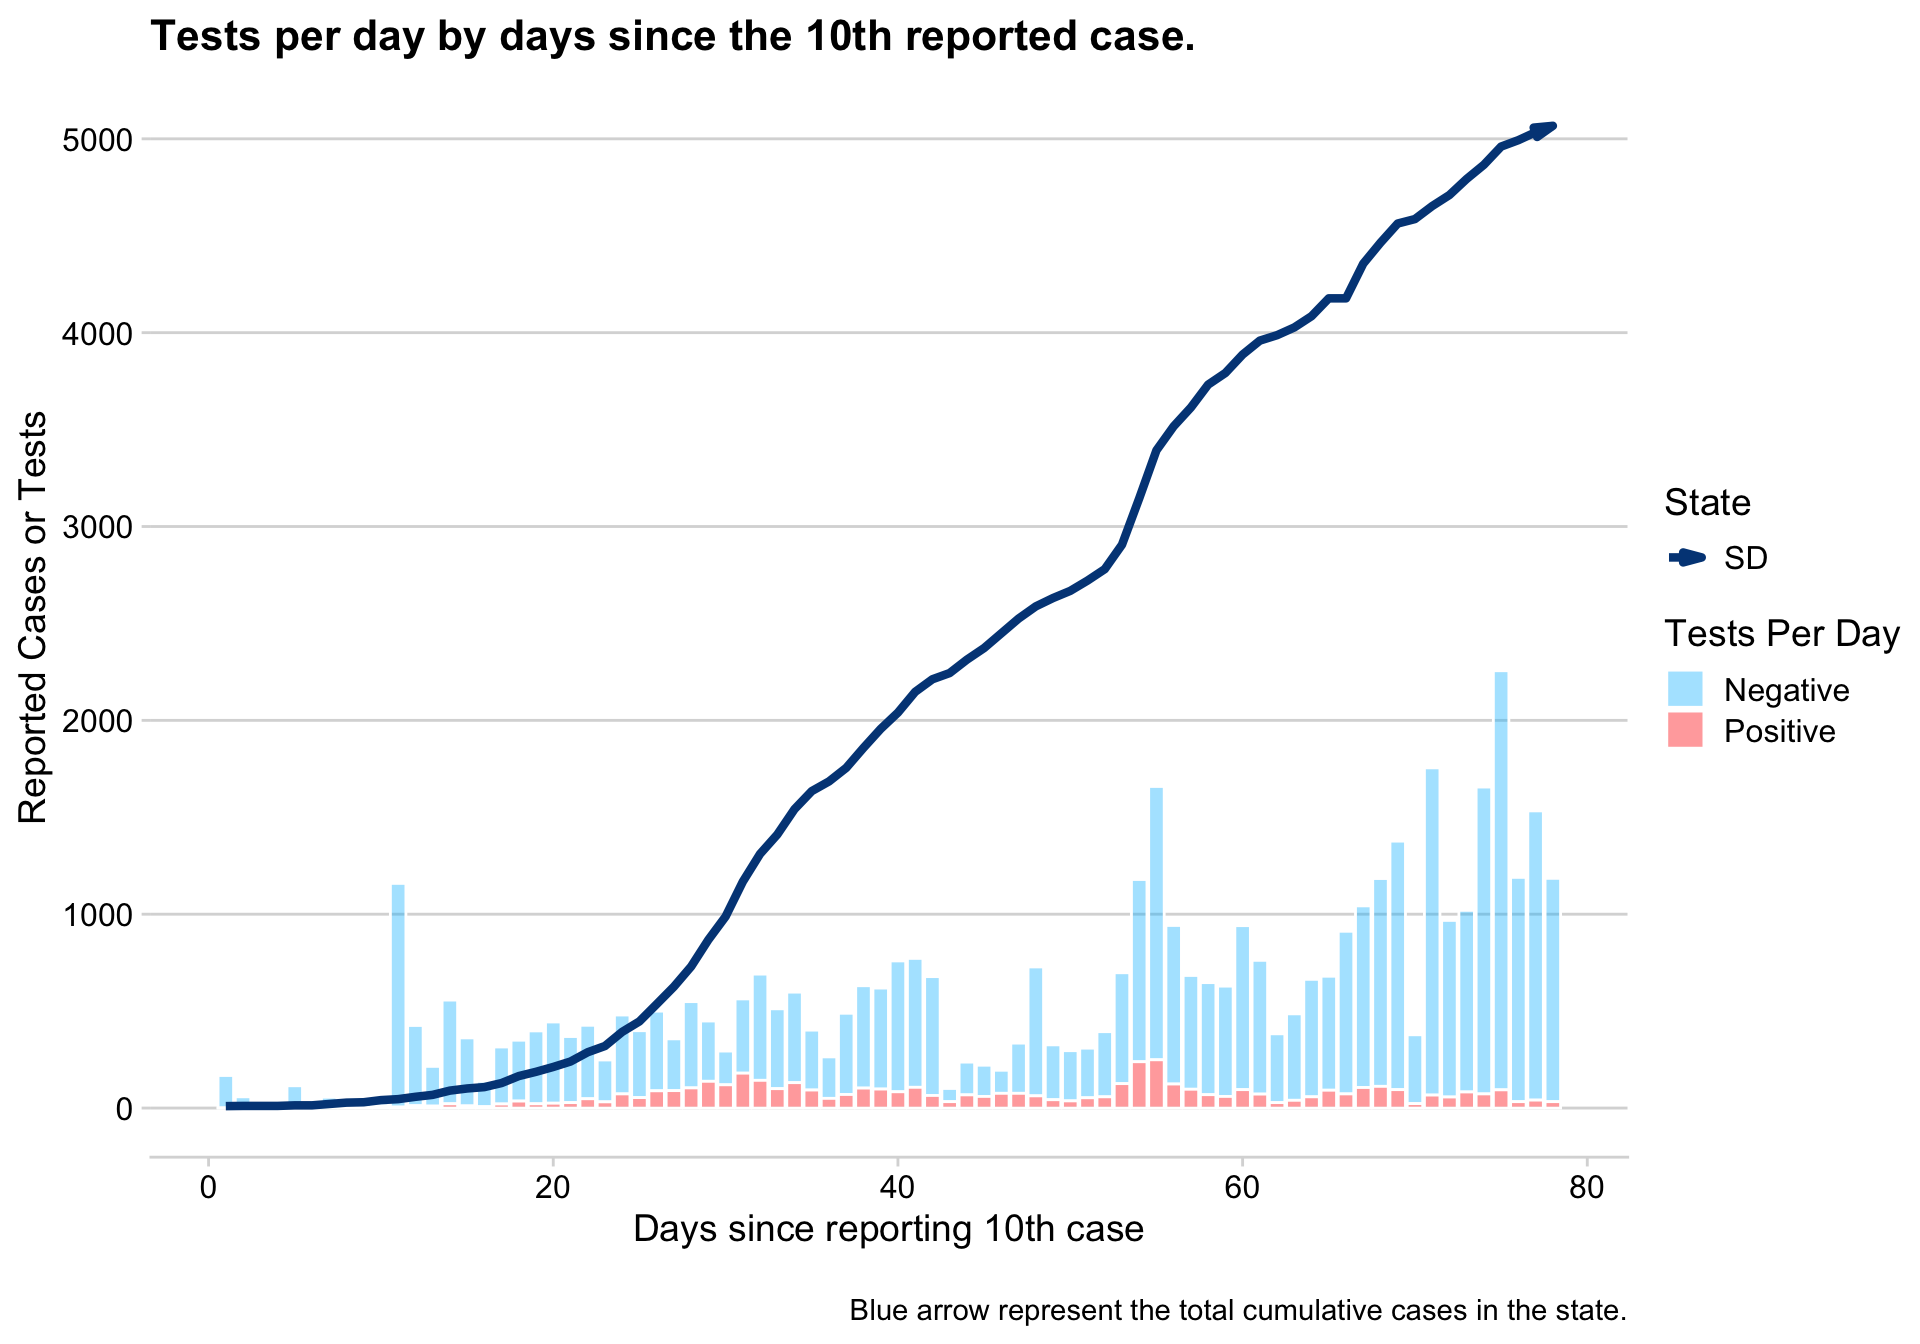 Tests per day by days since the 10th reported case.
5000
4000
3000
2000
1000
0
Reported Cases or Tests
0 20 40 60 80
Days since reporting 10th case
State
SD
Tests Per Day
Negative
Positive
Blue arrow represent the total cumulative cases in the state.